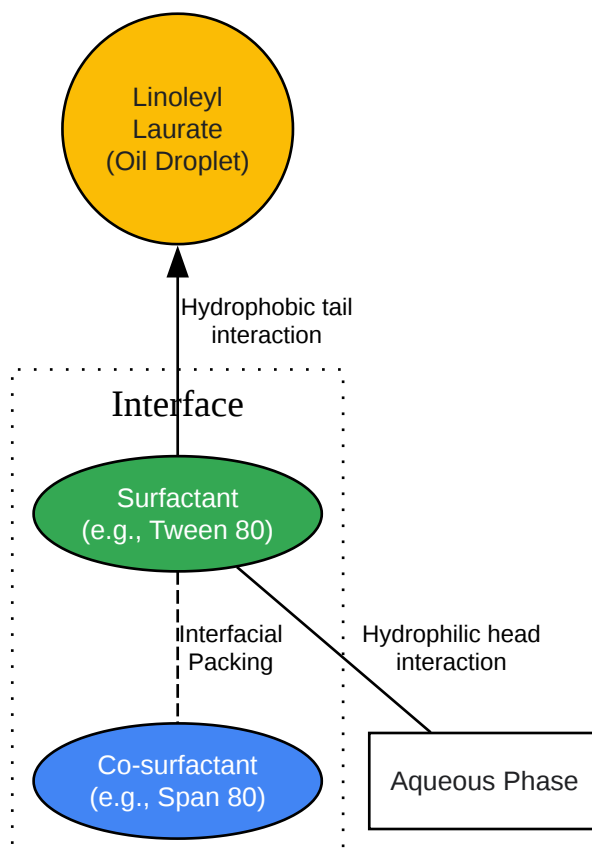 Linoleyl
Laurate
(Oil Droplet)
Hydrophobic tail
interaction
Interface
Surfactant
(e.g., Tween 80)
Interfacial
Packing
Hydrophilic head
interaction
Co-surfactant
(e.g., Span 80)
Aqueous Phase